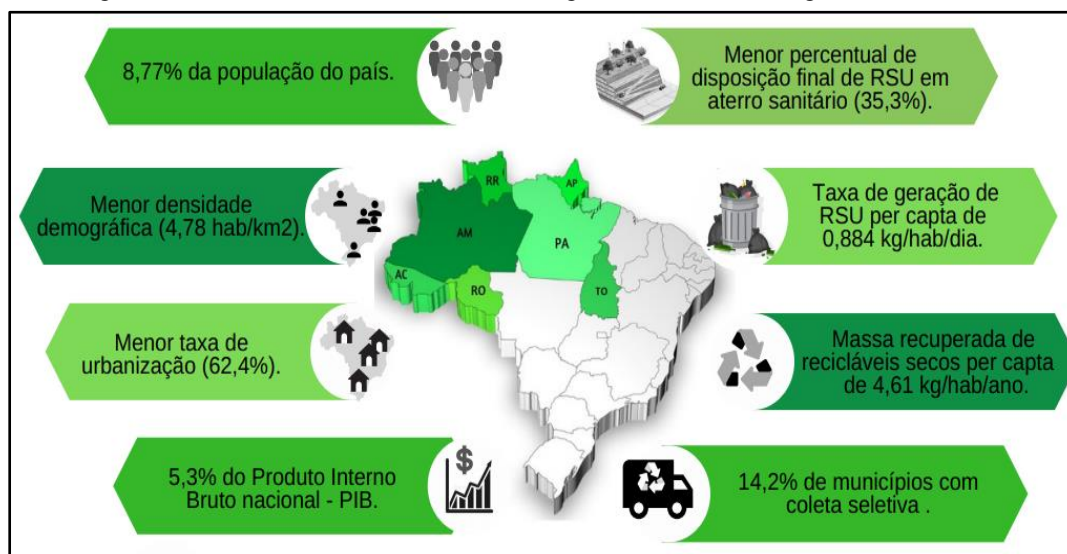 8,77% da população do país.
Menor percentual de
disposição final de RSU em
aterro sanitário (35,3%).
Menor densidade
demográfica (4,78 hab/km2).
Taxa de geração de
RSU per capta de
0,884 kg/hab/dia.
Menor taxa de
urbanização (62,4%).
Massa recuperada de
recicláveis secos per capta
de 4,61 kg/hab/ano.
5,3% do Produto Interno
Bruto nacional - PIB.
14,2% de municípios com
coleta seletiva .
RR
AP
AM
PA
AC
RO
TO
$